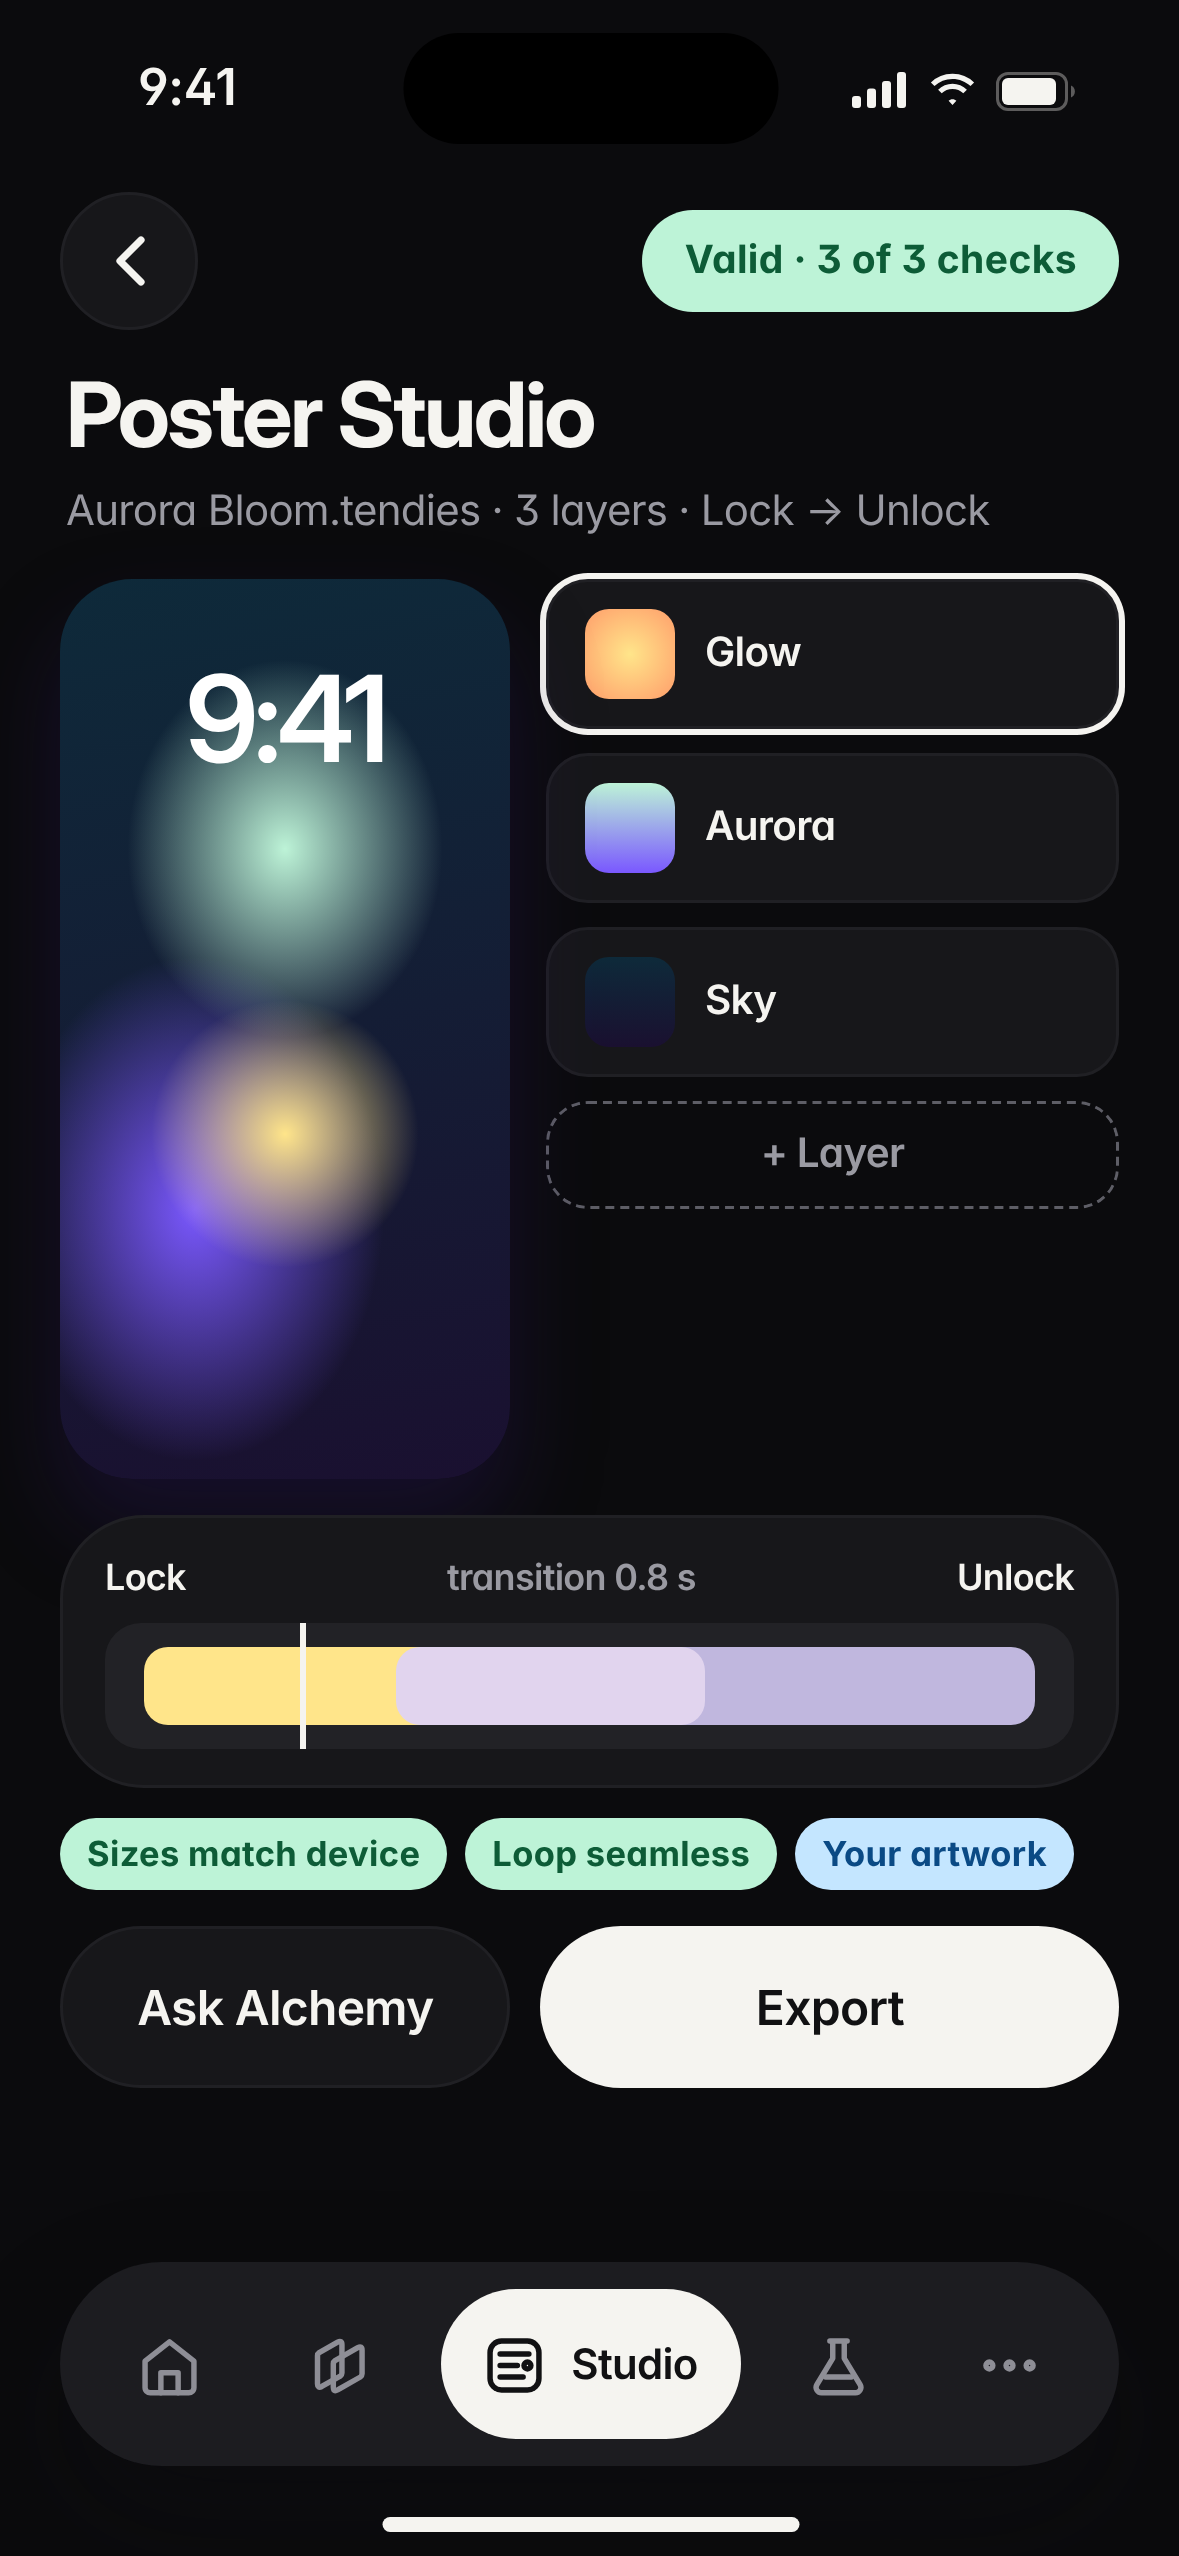 9:41
Valid · 3 of 3 checks
Poster Studio
Aurora Bloom.tendies · 3 layers · Lock → Unlock
9:41
Glow
Aurora
Sky
+ Layer
Lock
transition 0.8 s
Unlock
Sizes match device
Loop seamless
Your artwork
Ask Alchemy
Export
Studio